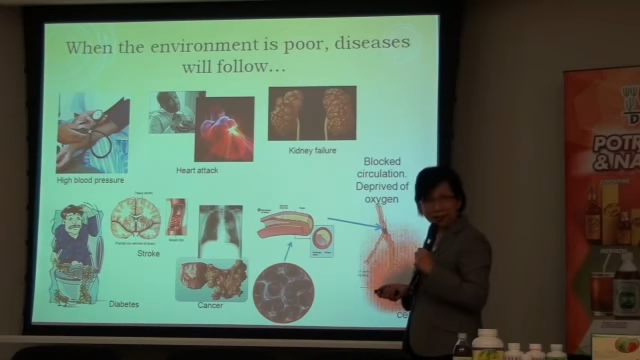 When the environment is poor, diseases
will follow...
High blood pressure
Heart attack
Kidney failure
Blocked
circulation.
Deprived of
oxygen
Stroke
Diabetes
Cancer
ce
POTR
& NA